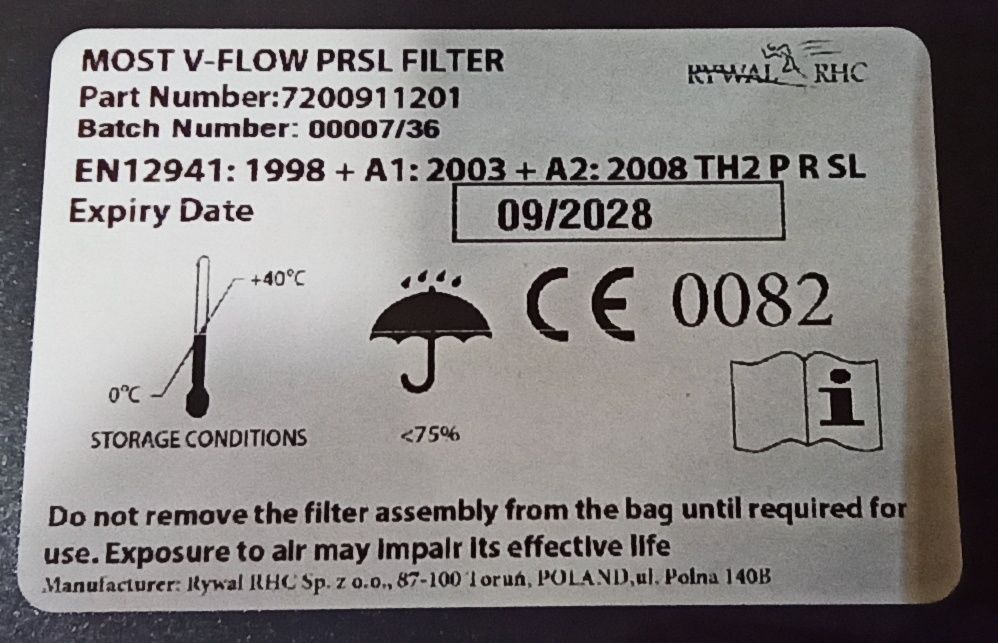 MOST V-FLOW PRSL FILTER
RYWAL RHC
Part Number:7200911201
Batch Number: 00007/36
EN12941: 1998 + A1: 2003 + A2: 2008 TH2 P R SL
Expiry Date
09/2028
+40°C
0°C
STORAGE CONDITIONS
<75%
CE 0082
i
Do not remove the filter assembly from the bag until required for
use. Exposure to air may impair its effective life
Manufacturer: Rywal RHC Sp. z o.o., 87-100 Toruń, POLAND,ul. Polna 140B